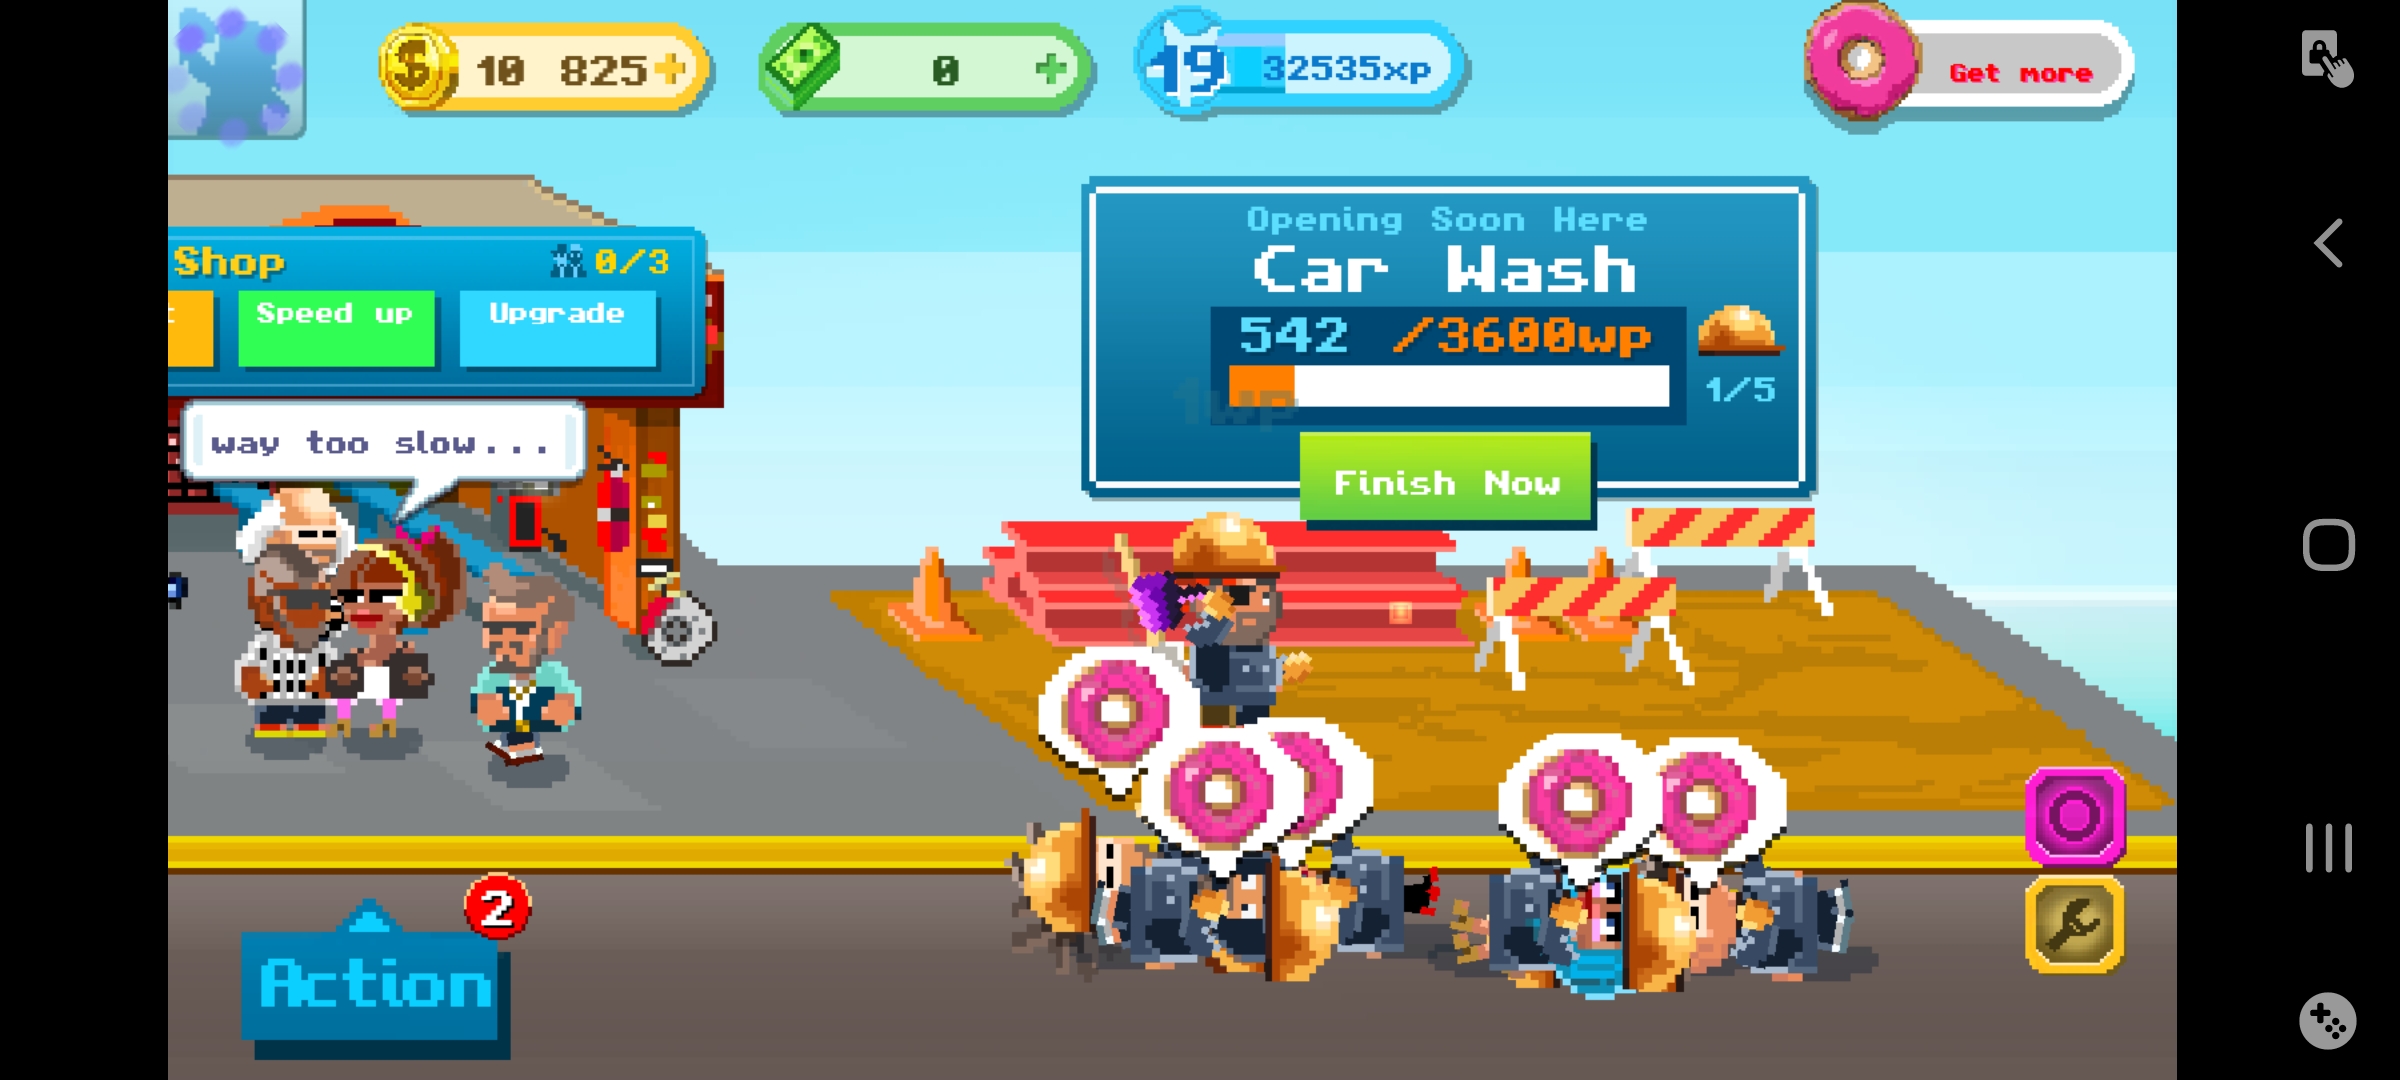 10 825
0
19
32535xp
Get more
Shop
0/3
Speed up
Upgrade
way too slow...
Opening Soon Here
Car Wash
542 /3600wp
1wp
1/5
Finish Now
Action
2